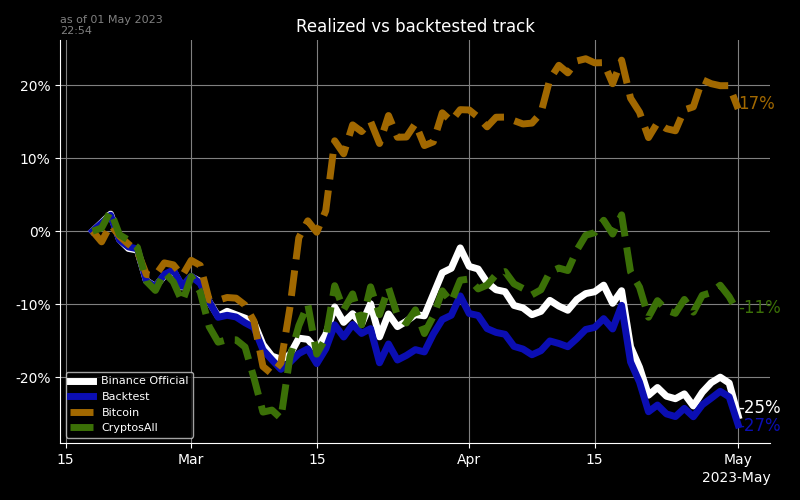 as of 01 May 2023
22:54
Realized vs backtested track
20%
10%
0%
-10%
-20%
17%
-11%
-25%
-27%
Binance Official
Backtest
Bitcoin
CryptosAll
15
Mar
15
Apr
15
May
2023-May